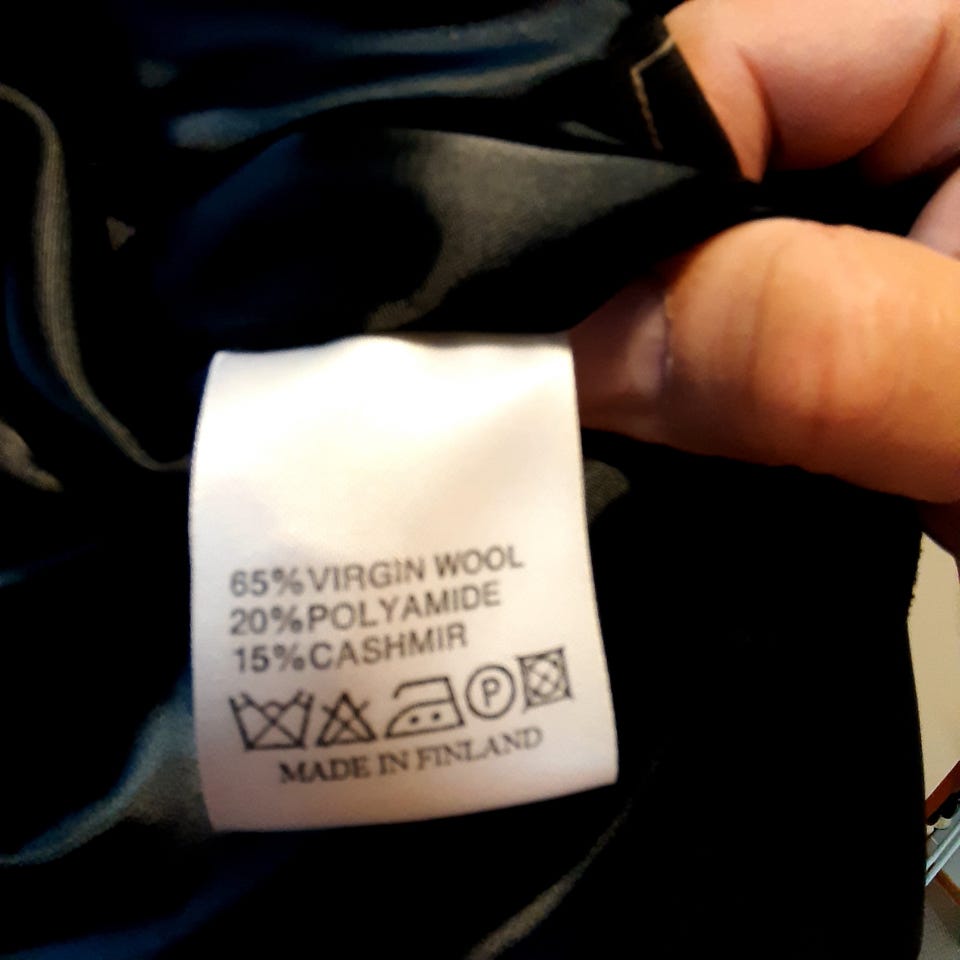 65%VIRGIN WOOL
20%POLYAMIDE
15%CASHMIR
P
MADE IN FINLAND